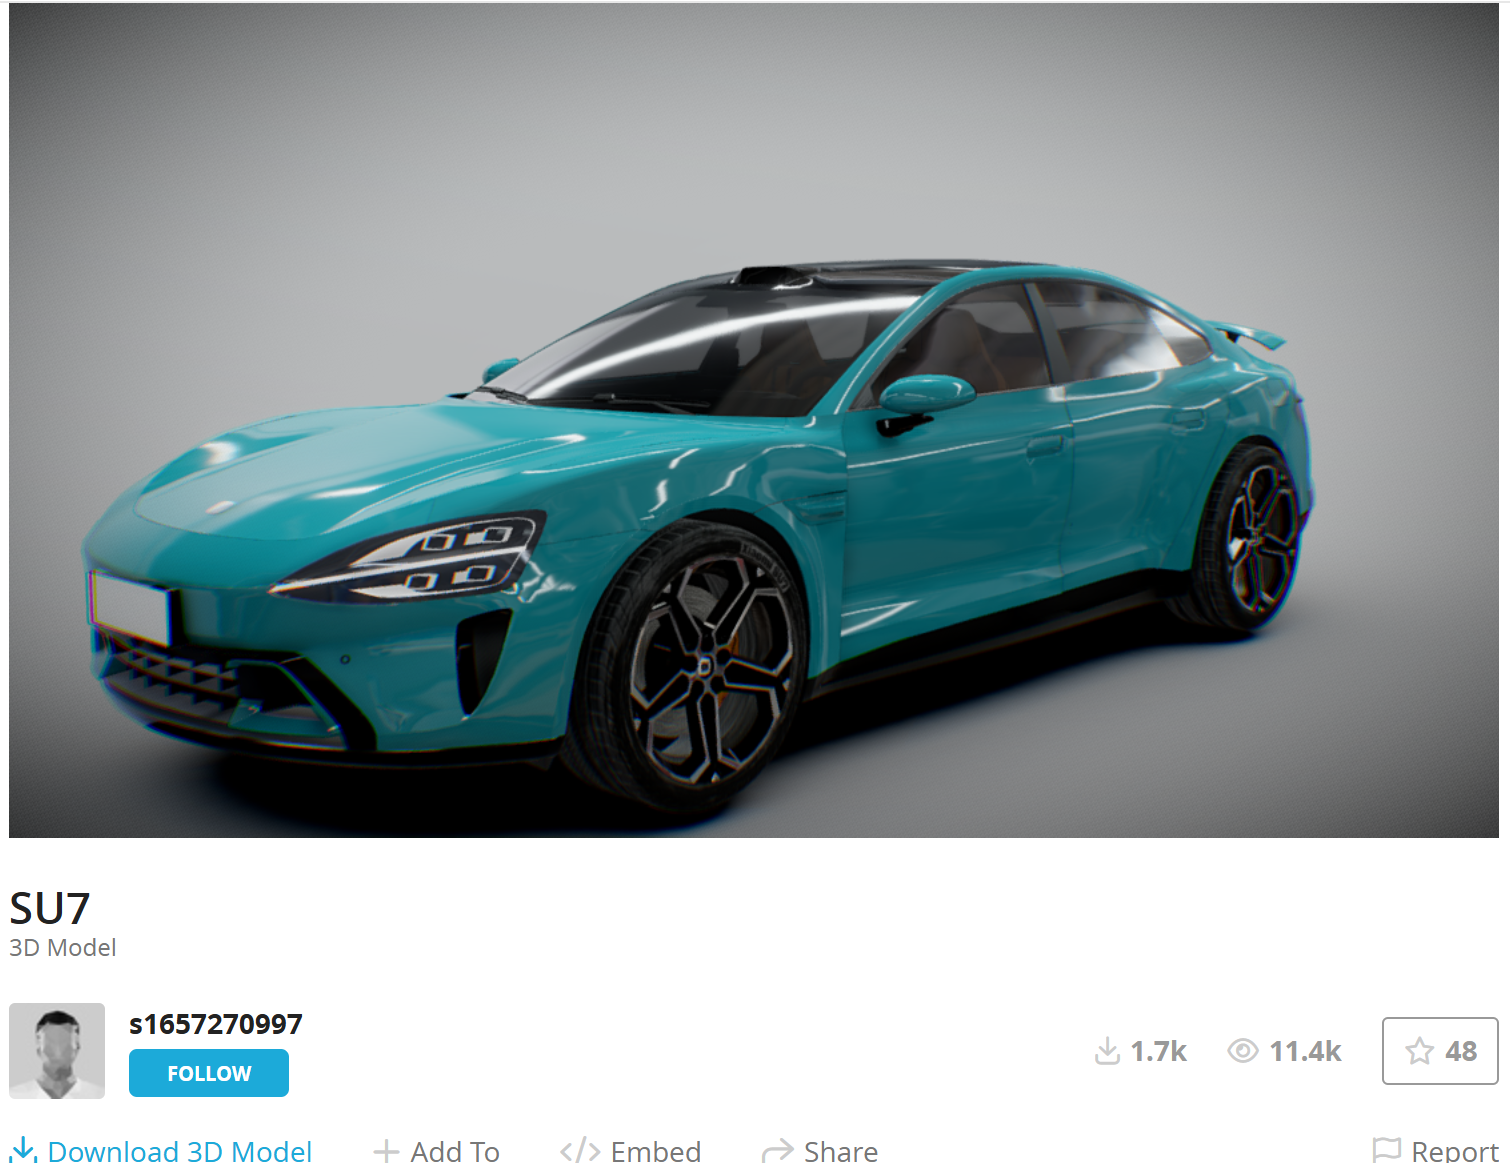 SU7
3D Model
s1657270997
FOLLOW
1.7k
11.4k
48
Download 3D Model
Add To
Embed
Share
Report